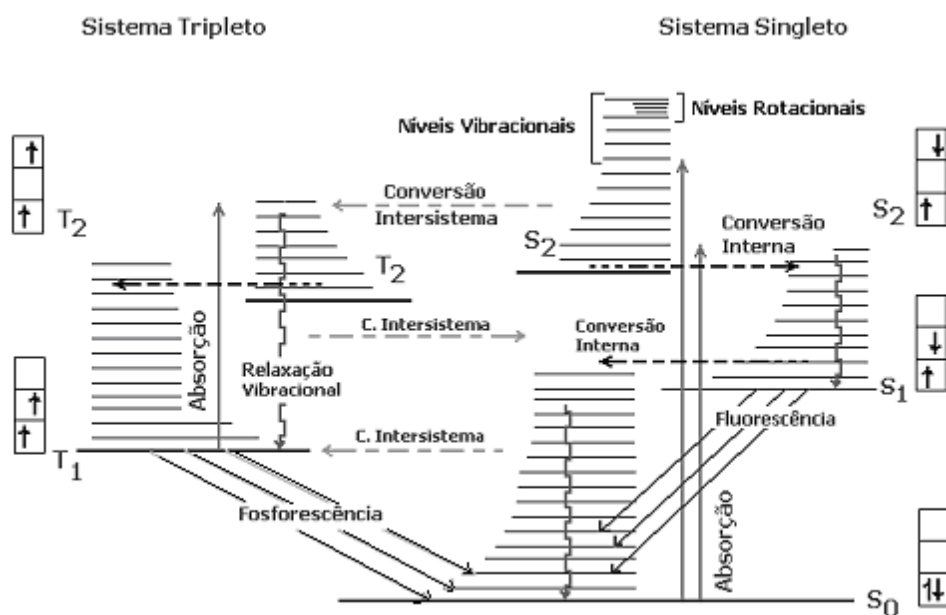 Sistema Tripleto
Sistema Singleto
Níveis Vibracionais
Níveis Rotacionais
T2
Conversão
Intersistema
S2
S2
Conversão
Interna
T2
Absorção
C. Intersistema
Conversão
Interna
Relaxação
Vibracional
S1
Fluorescência
T1
C. Intersistema
Fosforescência
Absorção
S0